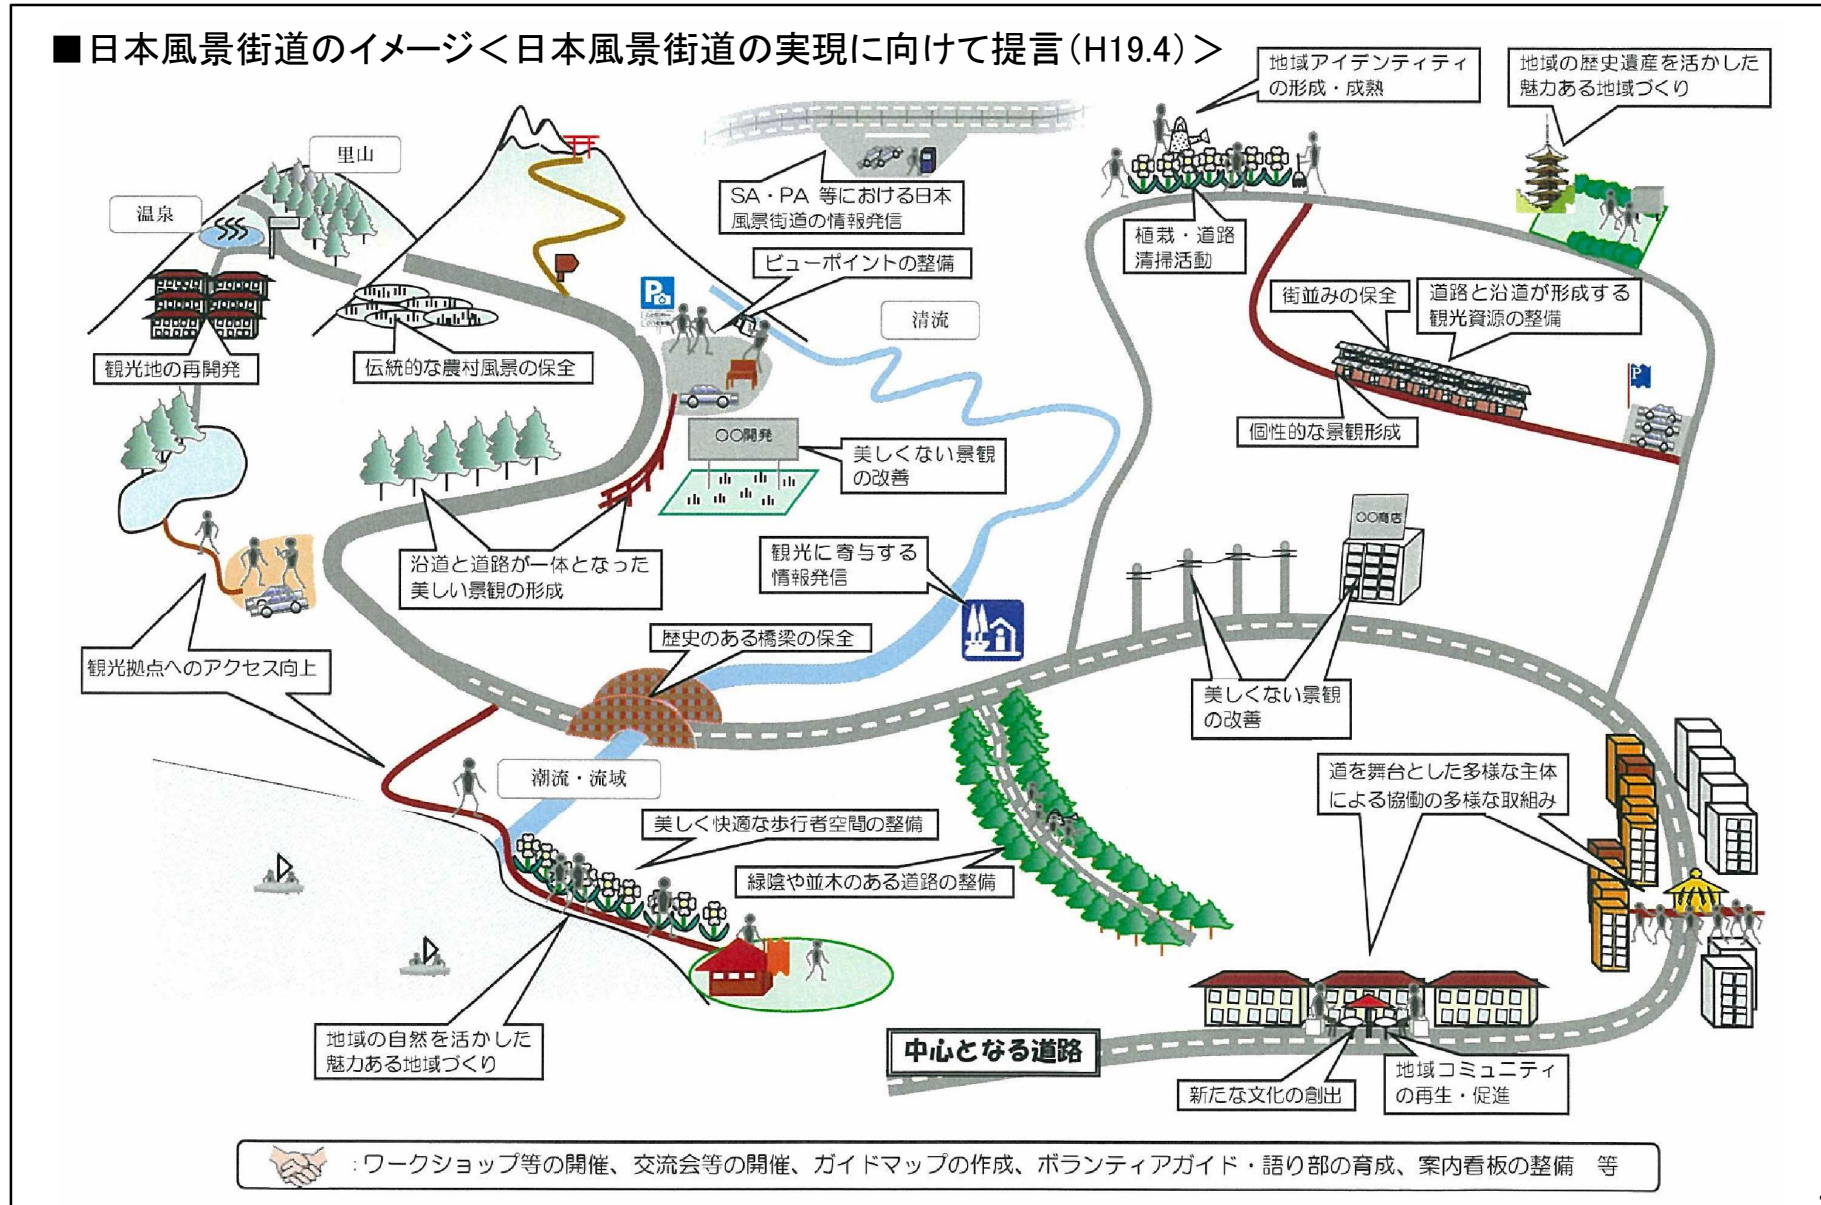 ■日本風景街道のイメージ＜日本風景街道の実現に向けて提言（H19.4）＞
地域アイデンティティ
の形成・成熟
地域の歴史遺産を活かした
魅力ある地域づくり
里山
温泉
SA・PA 等における日本
風景街道の情報発信
植栽・道路
清掃活動
ビューポイントの整備
P
清流
街並みの保全
道路と沿道が形成する
観光資源の整備
観光地の再開発
伝統的な農村風景の保全
P
〇〇開発
美しくない景観
の改善
個性的な景観形成
〇〇商店
沿道と道路が一体となった
美しい景観の形成
観光に寄与する
情報発信
歴史のある橋梁の保全
観光拠点へのアクセス向上
美しくない景観
の改善
潮流・流域
道を舞台とした多様な主体
による協働の多様な取組み
美しく快適な歩行者空間の整備
緑陰や並木のある道路の整備
地域の自然を活かした
魅力ある地域づくり
中心となる道路
新たな文化の創出
地域コミュニティ
の再生・促進
：ワークショップ等の開催、交流会等の開催、ガイドマップの作成、ボランティアガイド・語り部の育成、案内看板の整備　等